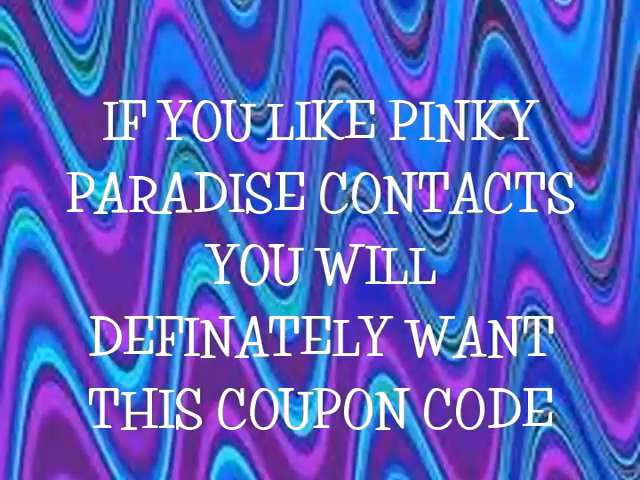 IF YOU LIKE PINKY
PARADISE CONTACTS
YOU WILL
DEFINATELY WANT
THIS COUPON CODE